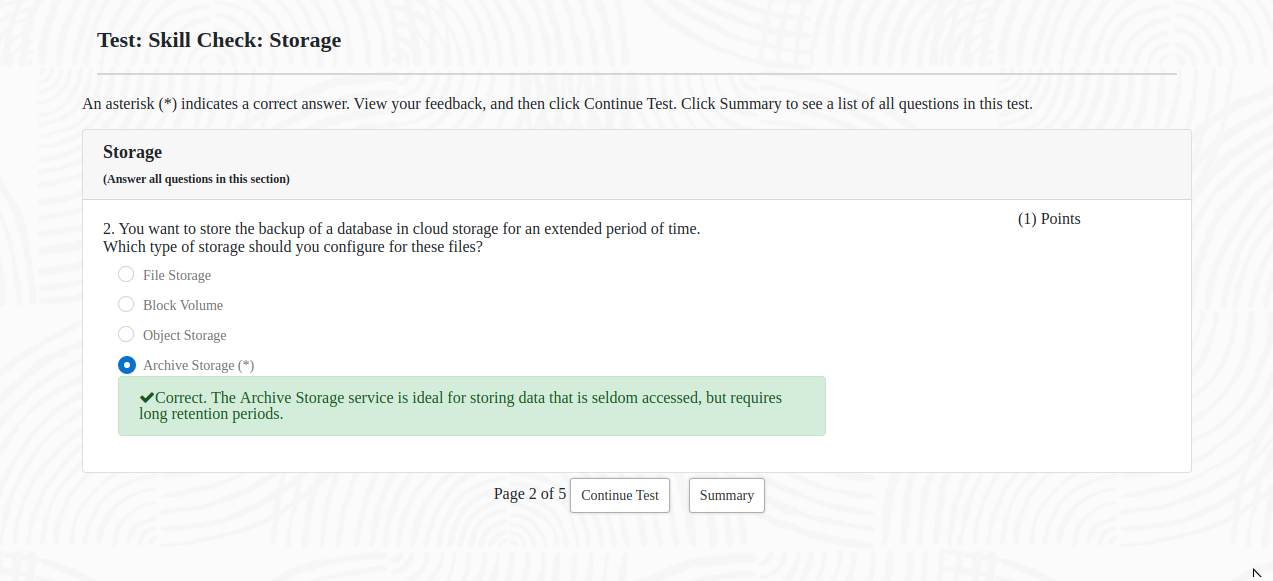 Test: Skill Check: Storage
An asterisk (*) indicates a correct answer. View your feedback, and then click Continue Test. Click Summary to see a list of all questions in this test.
Storage
(Answer all questions in this section)
(1) Points
2. You want to store the backup of a database in cloud storage for an extended period of time.
Which type of storage should you configure for these files?
File Storage
Block Volume
Object Storage
Archive Storage (*)
✔Correct. The Archive Storage service is ideal for storing data that is seldom accessed, but requires
long retention periods.
Page 2 of 5 Continue Test Summary